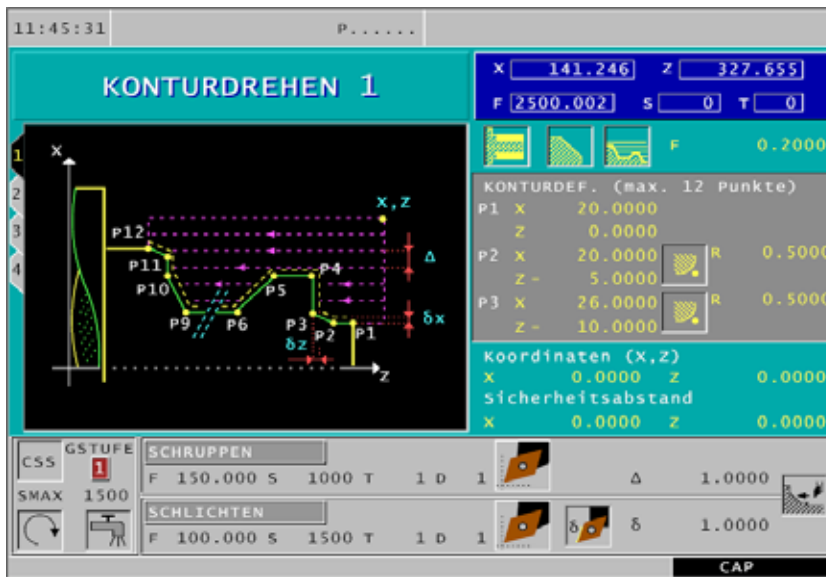 11:45:31 P......
KONTURDREHEN 1
X 141.246 Z 327.655
F 2500.002 S 0 T 0
F 0.2000
1
2
3
4
X
x,z
P12
P11
P10
P9
P6
P5
P4
P3
P2
P1
Δ
δx
δz
Z
KONTURDEF. (max. 12 Punkte)
P1 X 20.0000
Z 0.0000
P2 X 20.0000 R 0.5000
Z - 5.0000
P3 X 26.0000 R 0.5000
Z - 10.0000
Koordinaten (X,Z)
X 0.0000 Z 0.0000
Sicherheitsabstand
X 0.0000 Z 0.0000
CSS
GSTUFE
1
SMAX 1500
SCHRUPPEN
F 150.000 S 1000 T 1 D 1 Δ 1.0000
SCHLICHTEN
F 100.000 S 1500 T 1 D 1 δ δ 1.0000
CAP